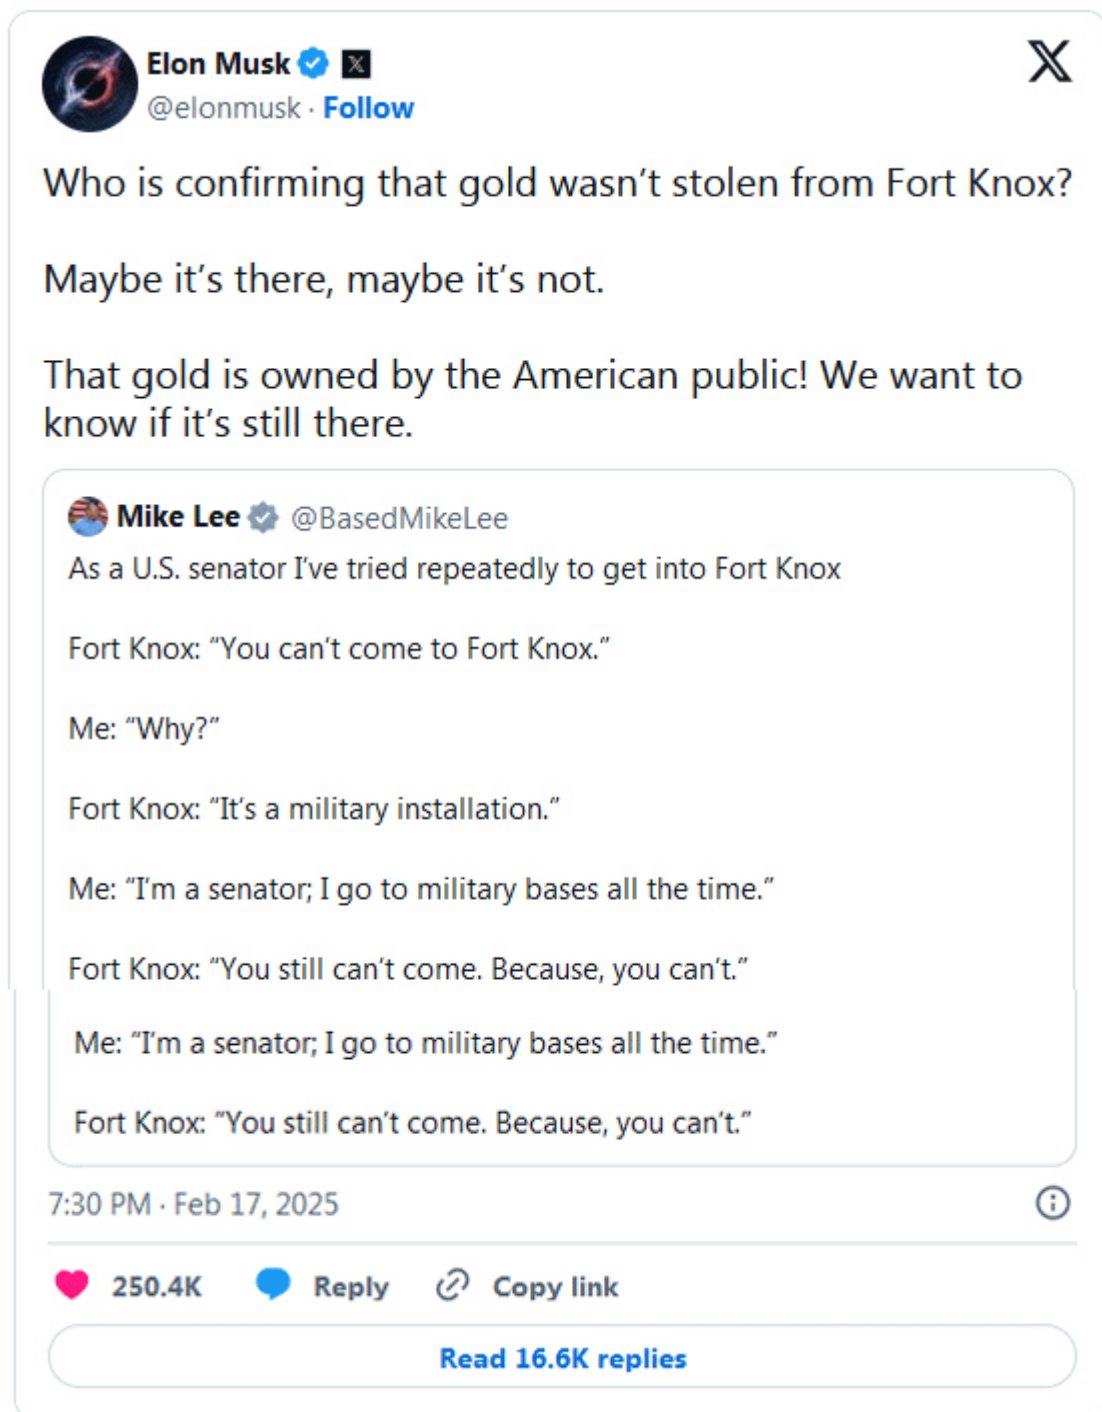 Elon Musk
@elonmusk · Follow
Who is confirming that gold wasn’t stolen from Fort Knox?
Maybe it’s there, maybe it’s not.
That gold is owned by the American public! We want to
know if it’s still there.
Mike Lee @BasedMikeLee
As a U.S. senator I’ve tried repeatedly to get into Fort Knox
Fort Knox: “You can’t come to Fort Knox.”
Me: “Why?”
Fort Knox: “It’s a military installation.”
Me: “I’m a senator; I go to military bases all the time.”
Fort Knox: “You still can’t come. Because, you can’t.”
Me: “I’m a senator; I go to military bases all the time.”
Fort Knox: “You still can’t come. Because, you can’t.”
7:30 PM · Feb 17, 2025
250.4K Reply Copy link
Read 16.6K replies